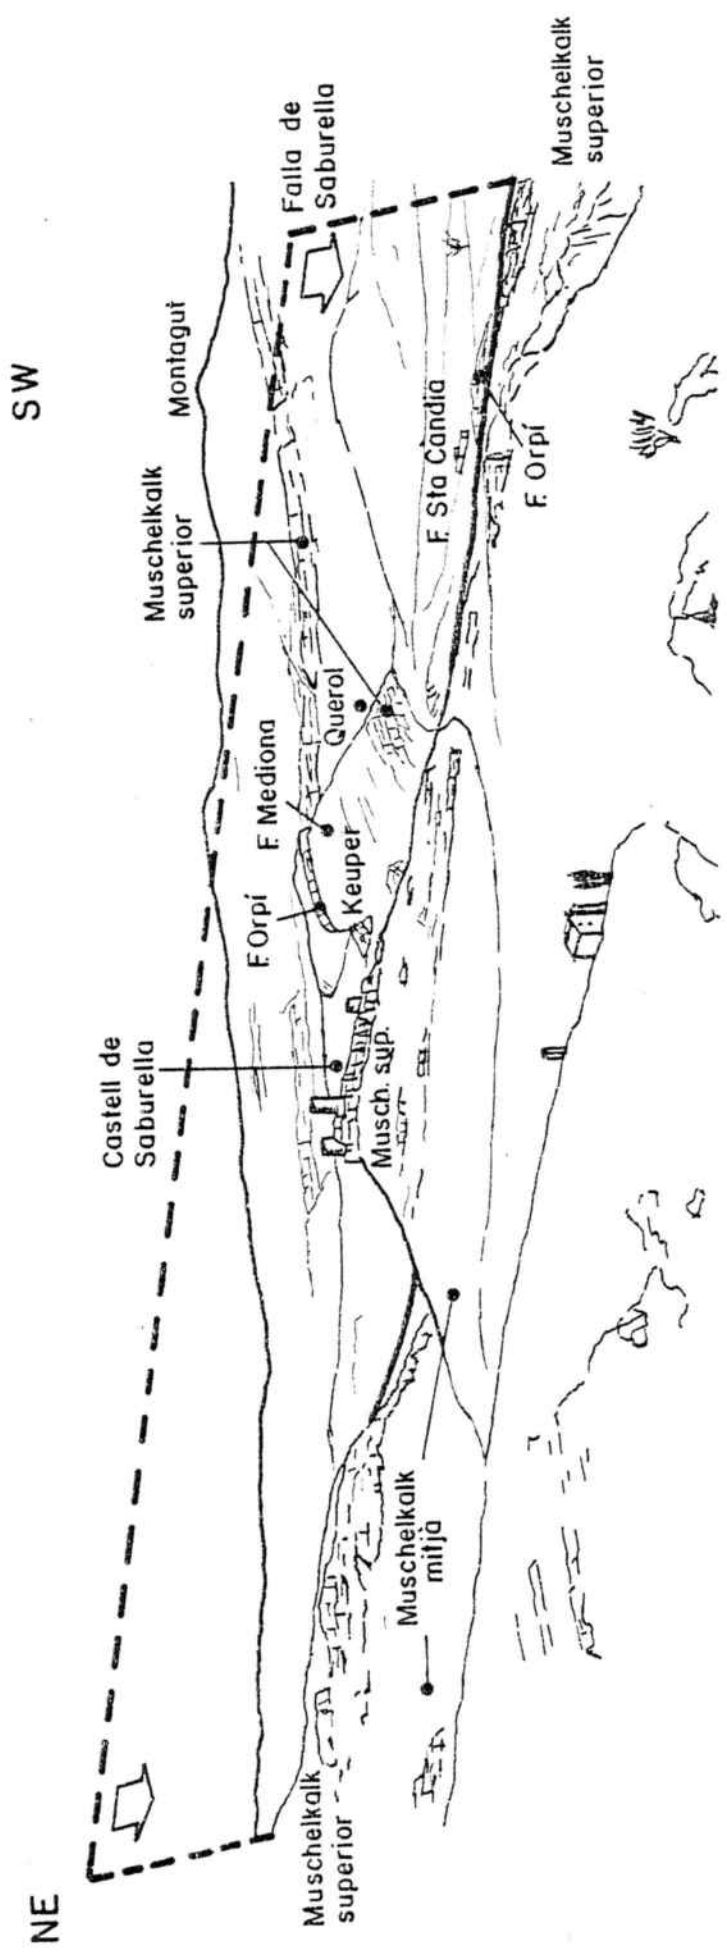 NE
SW
Castell de
Saburella
Muschelkalk
superior
Montagut
Falla de
Saburella
F. Orpí
F. Mediona
Querol
Keuper
F. Sta Càndia
Musch. sup.
F. Orpí
Muschelkalk
superior
Muschelkalk
mitjà
Muschelkalk
superior